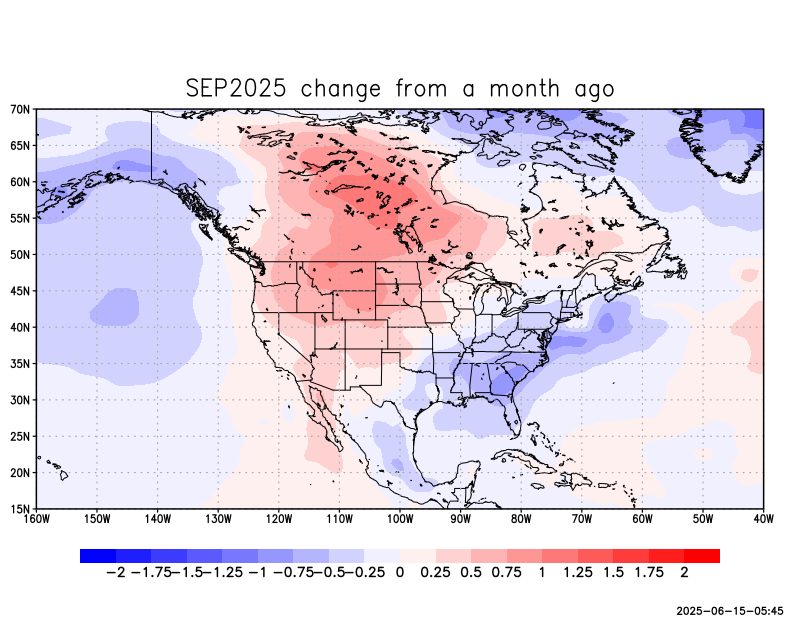 SEP2025 change from a month ago
70N
65N
60N
55N
50N
45N
40N
35N
30N
25N
20N
15N
160W 150W 140W 130W 120W 110W 100W 90W 80W 70W 60W 50W 40W
−2 −1.75 −1.5 −1.25 −1 −0.75 −0.5 −0.25 0 0.25 0.5 0.75 1 1.25 1.5 1.75 2
2025−06−15−05:45